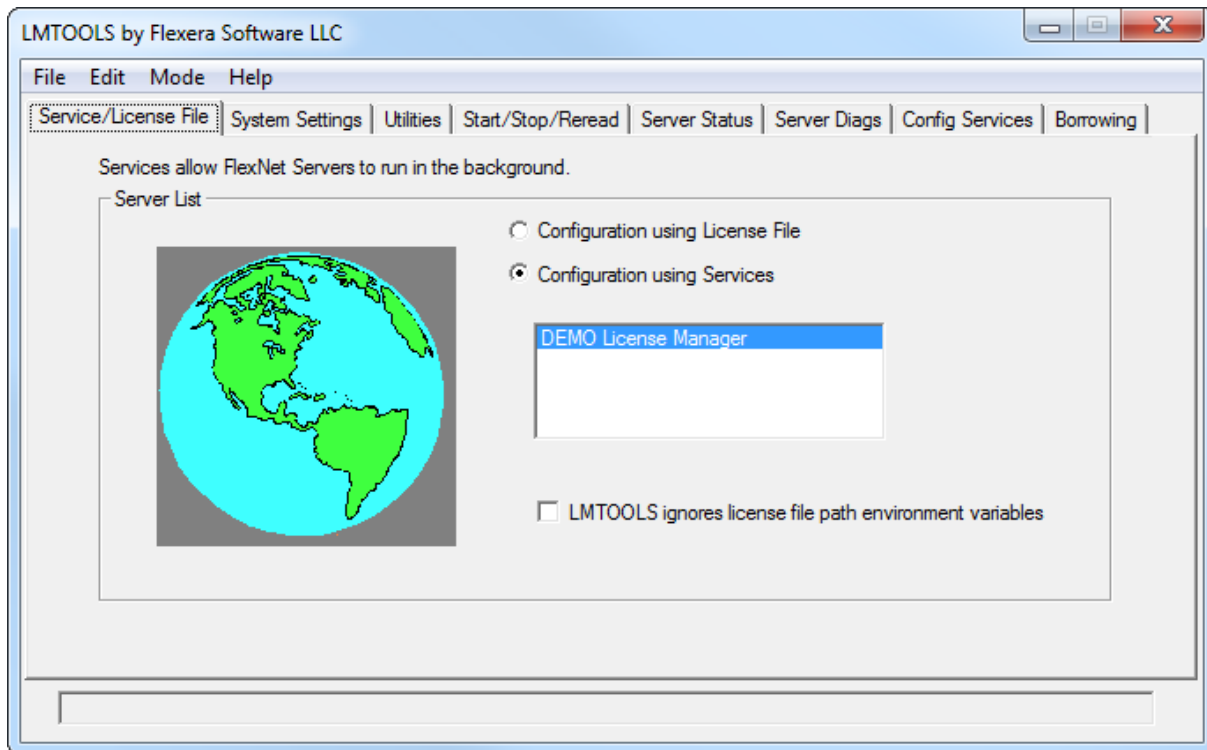 LMTOOLS by Flexera Software LLC
File Edit Mode Help
Service/License File System Settings Utilities Start/Stop/Reread Server Status Server Diags Config Services Borrowing
Services allow FlexNet Servers to run in the background.
Server List
Configuration using License File
Configuration using Services
DEMO License Manager
LMTOOLS ignores license file path environment variables